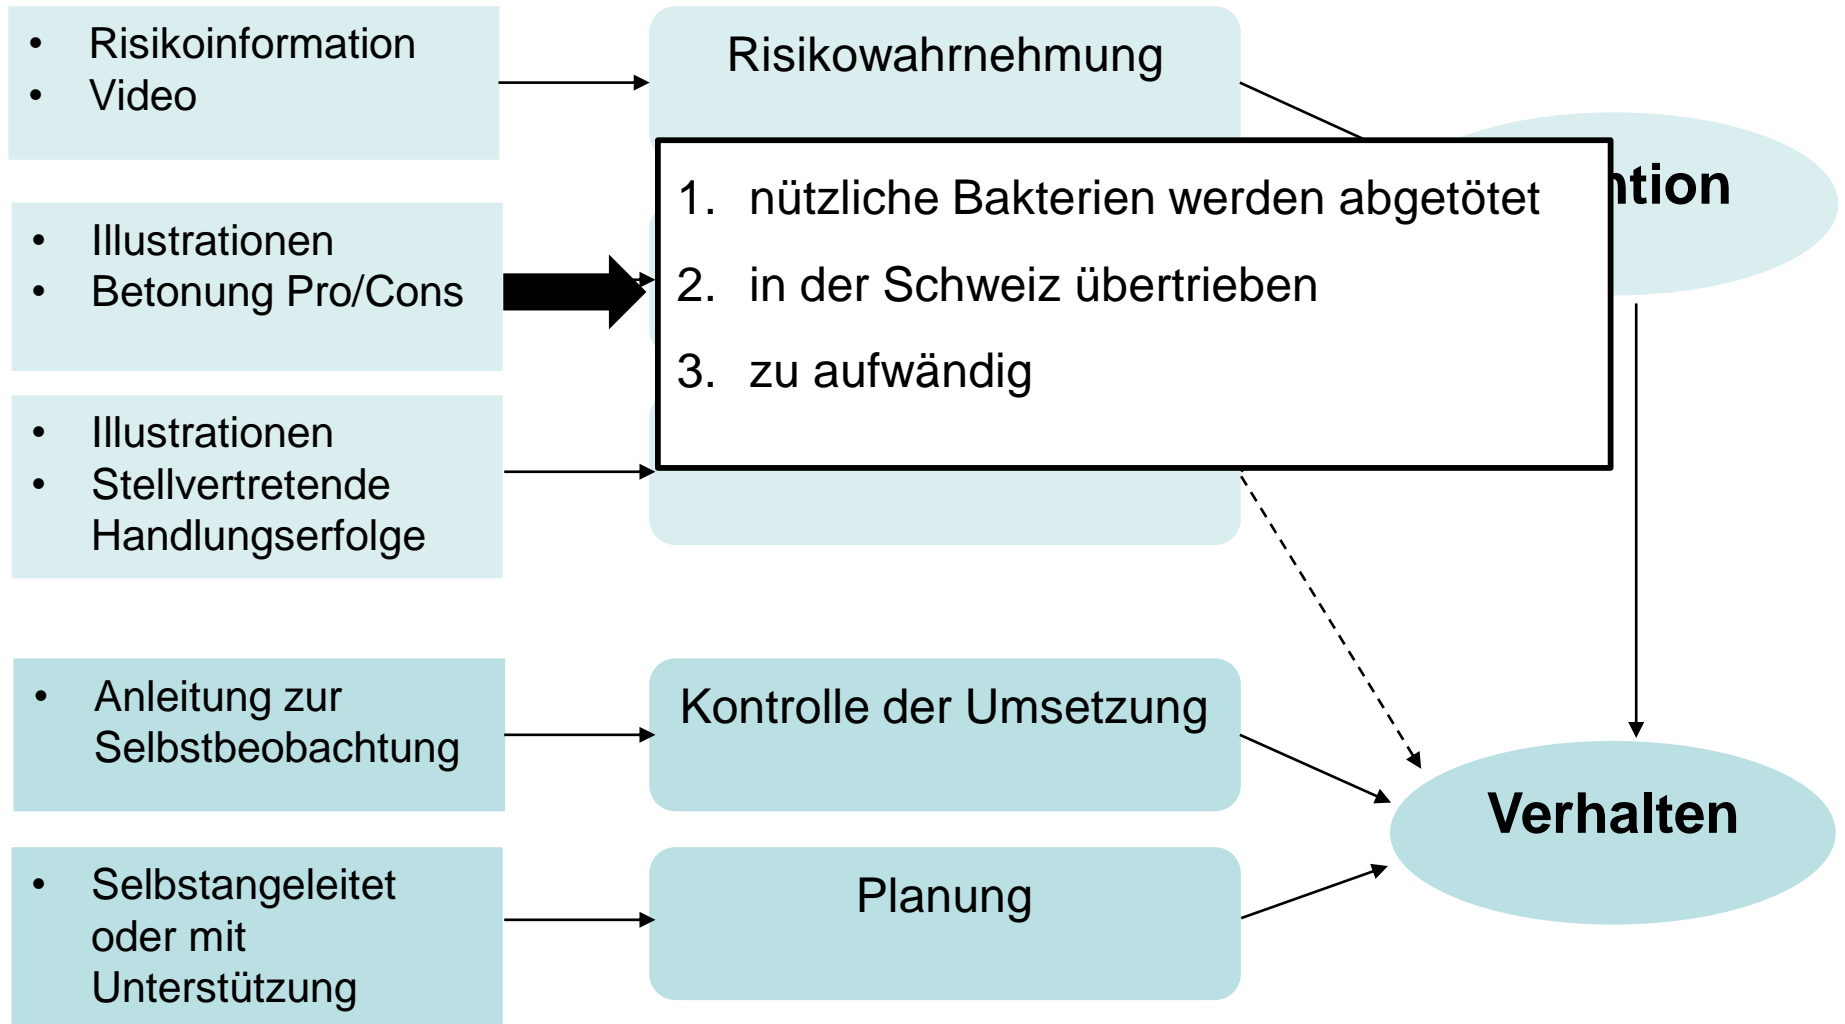 • Risikoinformation
• Video
Risikowahrnehmung
• Illustrationen
• Betonung Pro/Cons
1. nützliche Bakterien werden abgetötet
2. in der Schweiz übertrieben
3. zu aufwändig
ntion
• Illustrationen
• Stellvertretende
Handlungserfolge
• Anleitung zur
Selbstbeobachtung
Kontrolle der Umsetzung
Verhalten
• Selbstangeleitet
oder mit
Unterstützung
Planung